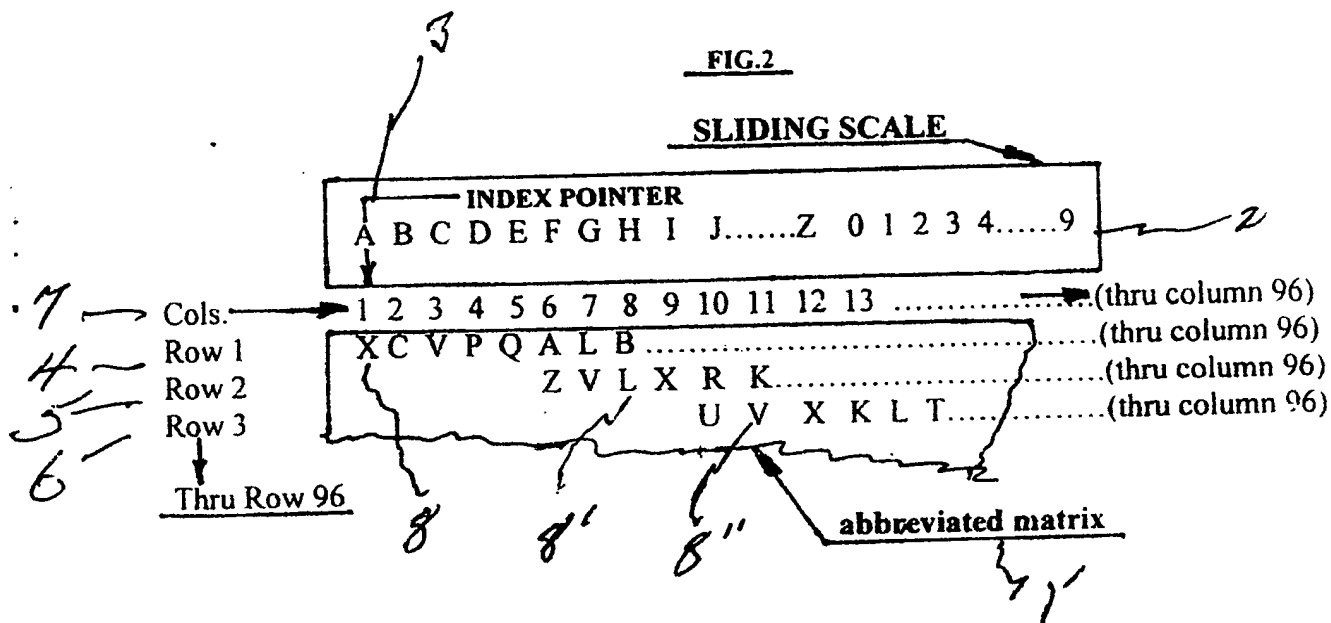 3
FIG.2
SLIDING SCALE
INDEX POINTER
A B C D E F G H I J.......Z 0 1 2 3 4......9
2
7 Cols. 1 2 3 4 5 6 7 8 9 10 11 12 13 ......................(thru column 96)
4 Row 1 X C V P Q A L B..........................................(thru column 96)
5 Row 2 Z V L X R K..............................(thru column 96)
6 Row 3 U V X K L T..............(thru column 96)
Thru Row 96
8 8' 8"
abbreviated matrix
1'